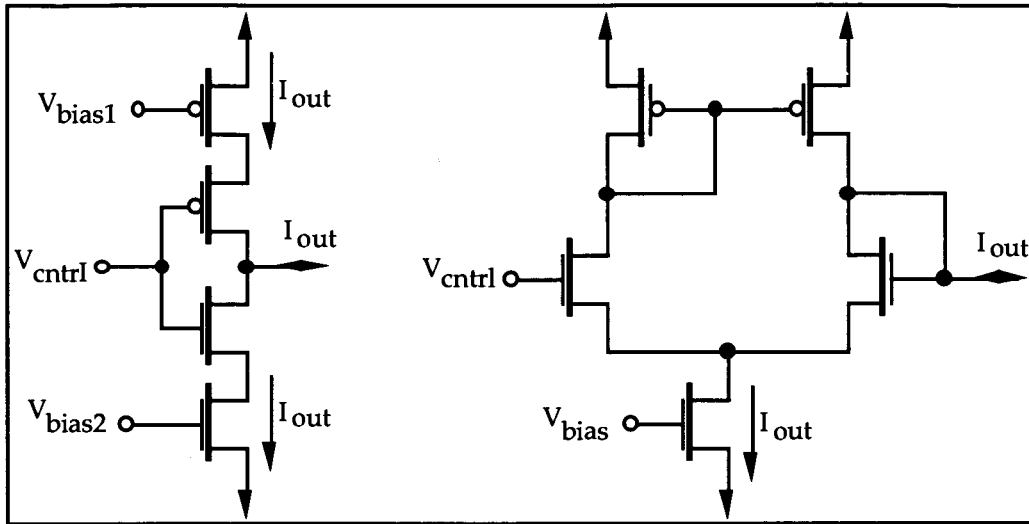 V_bias1
I_out
V_cntrl
I_out
V_bias2
I_out
V_cntrl
I_out
V_bias
I_out